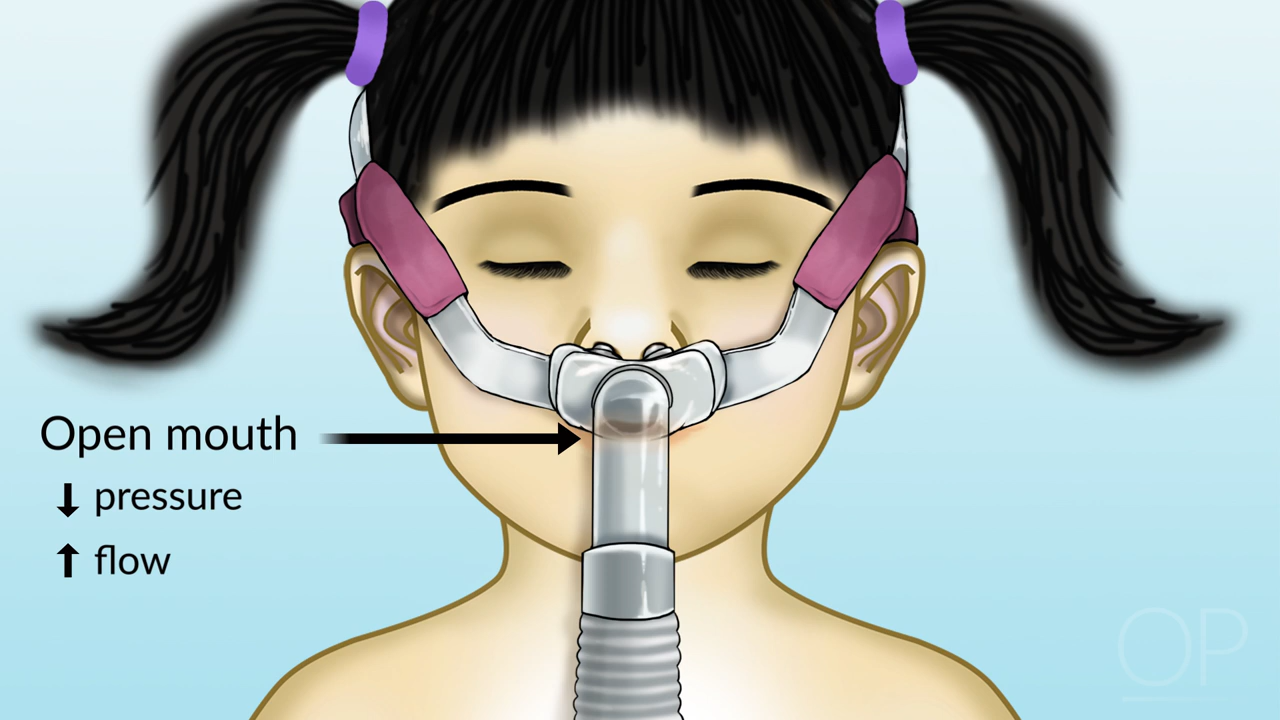 Open mouth
↓ pressure
↑ flow
OP